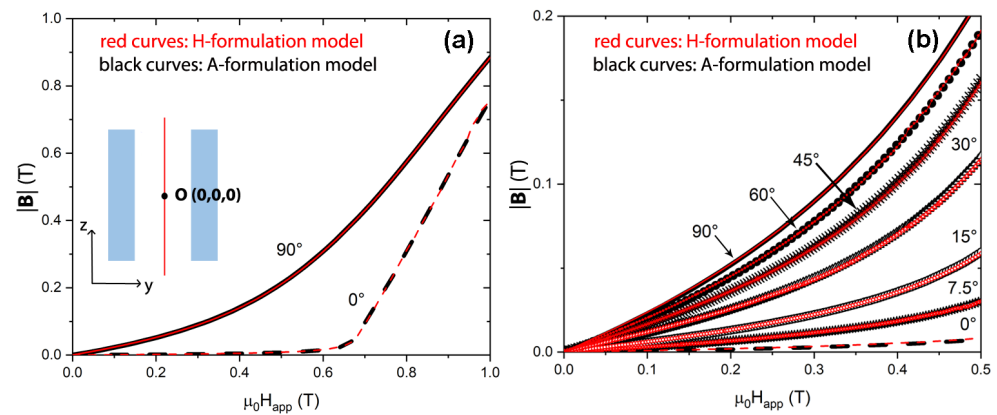 (a)
red curves: H-formulation model
black curves: A-formulation model
1.0
0.8
0.6
0.4
0.2
0.0
|B| (T)
O (0,0,0)
z
y
90°
0°
0.0 0.2 0.4 0.6 0.8 1.0
μ₀Happ (T)
(b)
red curves: H-formulation model
black curves: A-formulation model
0.2
0.1
0.0
|B| (T)
45°
60°
90°
30°
15°
7.5°
0°
0.0 0.1 0.2 0.3 0.4 0.5
μ₀Happ (T)